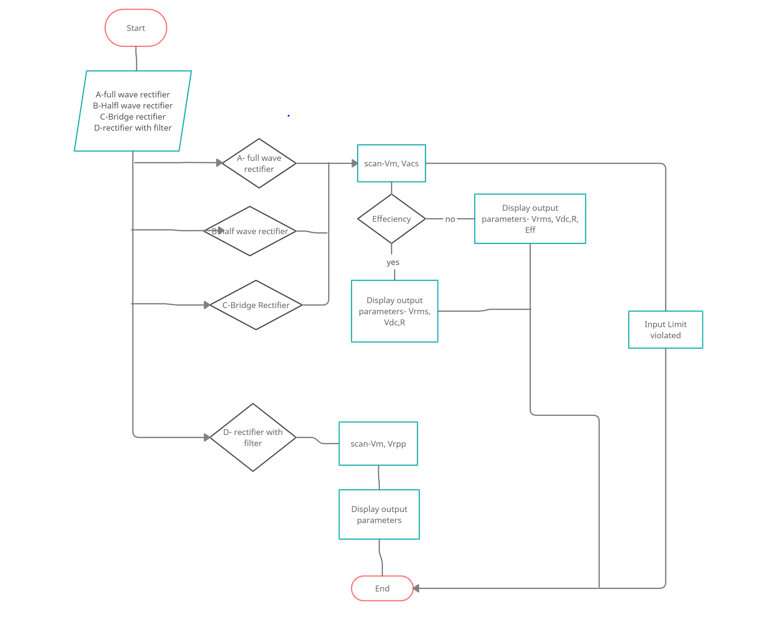 Start
A-full wave rectifier
B-Halfl wave rectifier
C-Bridge rectifier
D-rectifier with filter
A- full wave
rectifier
scan-Vm, Vacs
Effeciency
no
Display output
parameters- Vrms, Vdc,R,
Eff
B-Half wave rectifier
yes
C-Bridge Rectifier
Display output
parameters- Vrms,
Vdc,R
Input Limit
violated
D- rectifier with
filter
scan-Vm, Vrpp
Display output
parameters
End